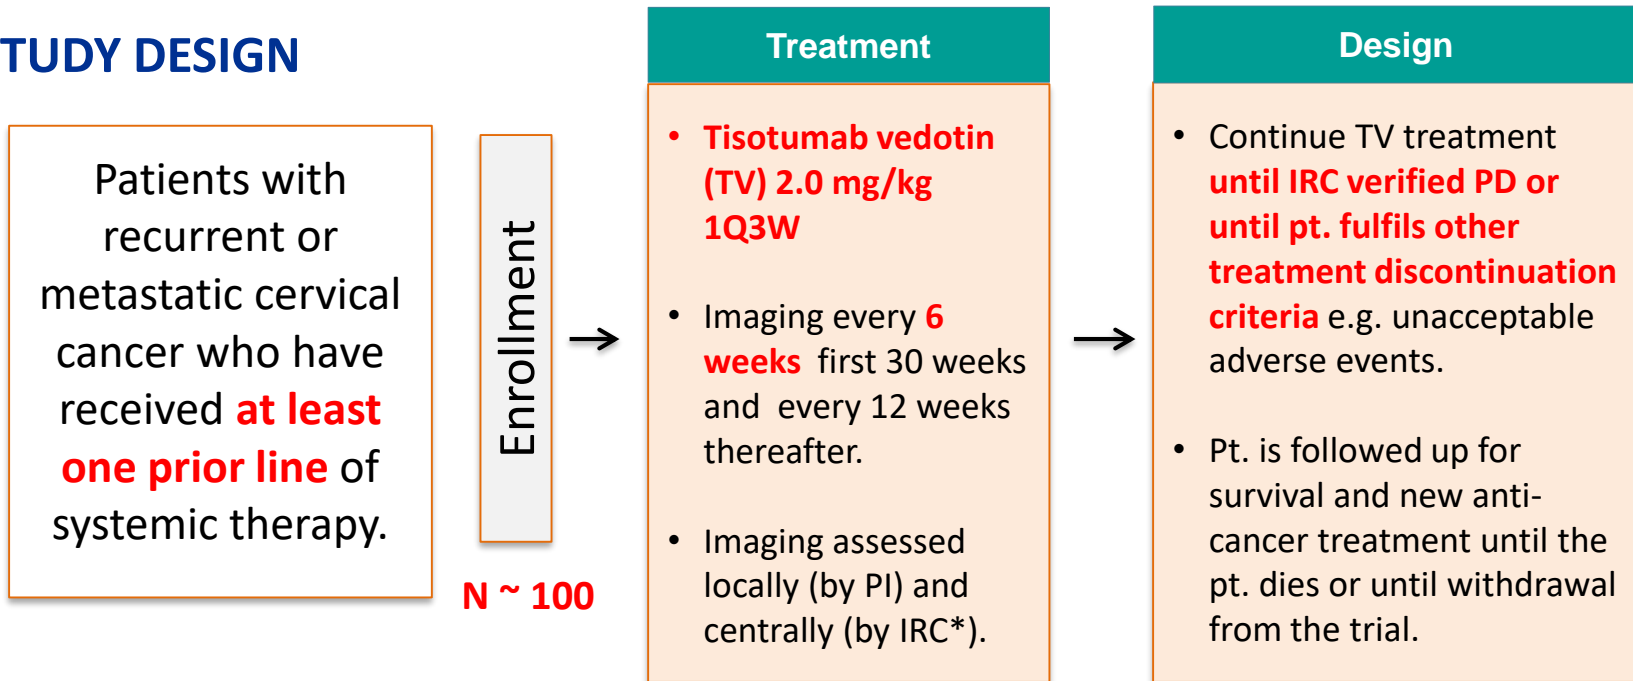 TUDY DESIGN
Patients with
recurrent or
metastatic cervical
cancer who have
received at least
one prior line of
systemic therapy.
Enrollment
N ~ 100
Treatment
• Tisotumab vedotin
(TV) 2.0 mg/kg
1Q3W
• Imaging every 6
weeks first 30 weeks
and every 12 weeks
thereafter.
• Imaging assessed
locally (by PI) and
centrally (by IRC*).
Design
• Continue TV treatment
until IRC verified PD or
until pt. fulfils other
treatment discontinuation
criteria e.g. unacceptable
adverse events.
• Pt. is followed up for
survival and new anti-
cancer treatment until the
pt. dies or until withdrawal
from the trial.